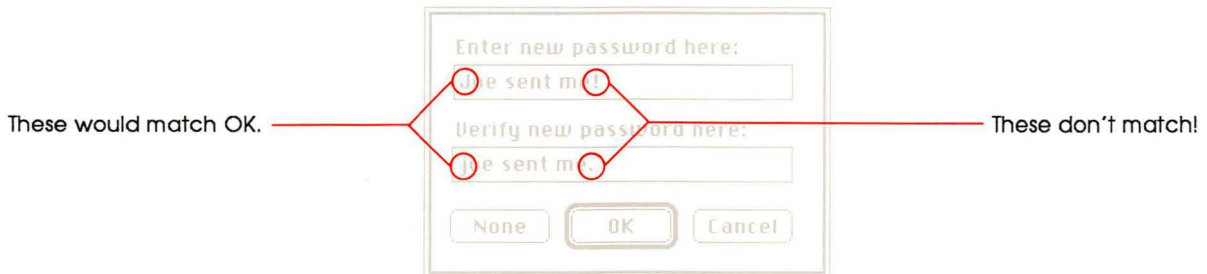 Enter new password here:
Joe sent me!
These would match OK.
These don't match!
Verify new password here:
joe sent me.
None
OK
Cancel